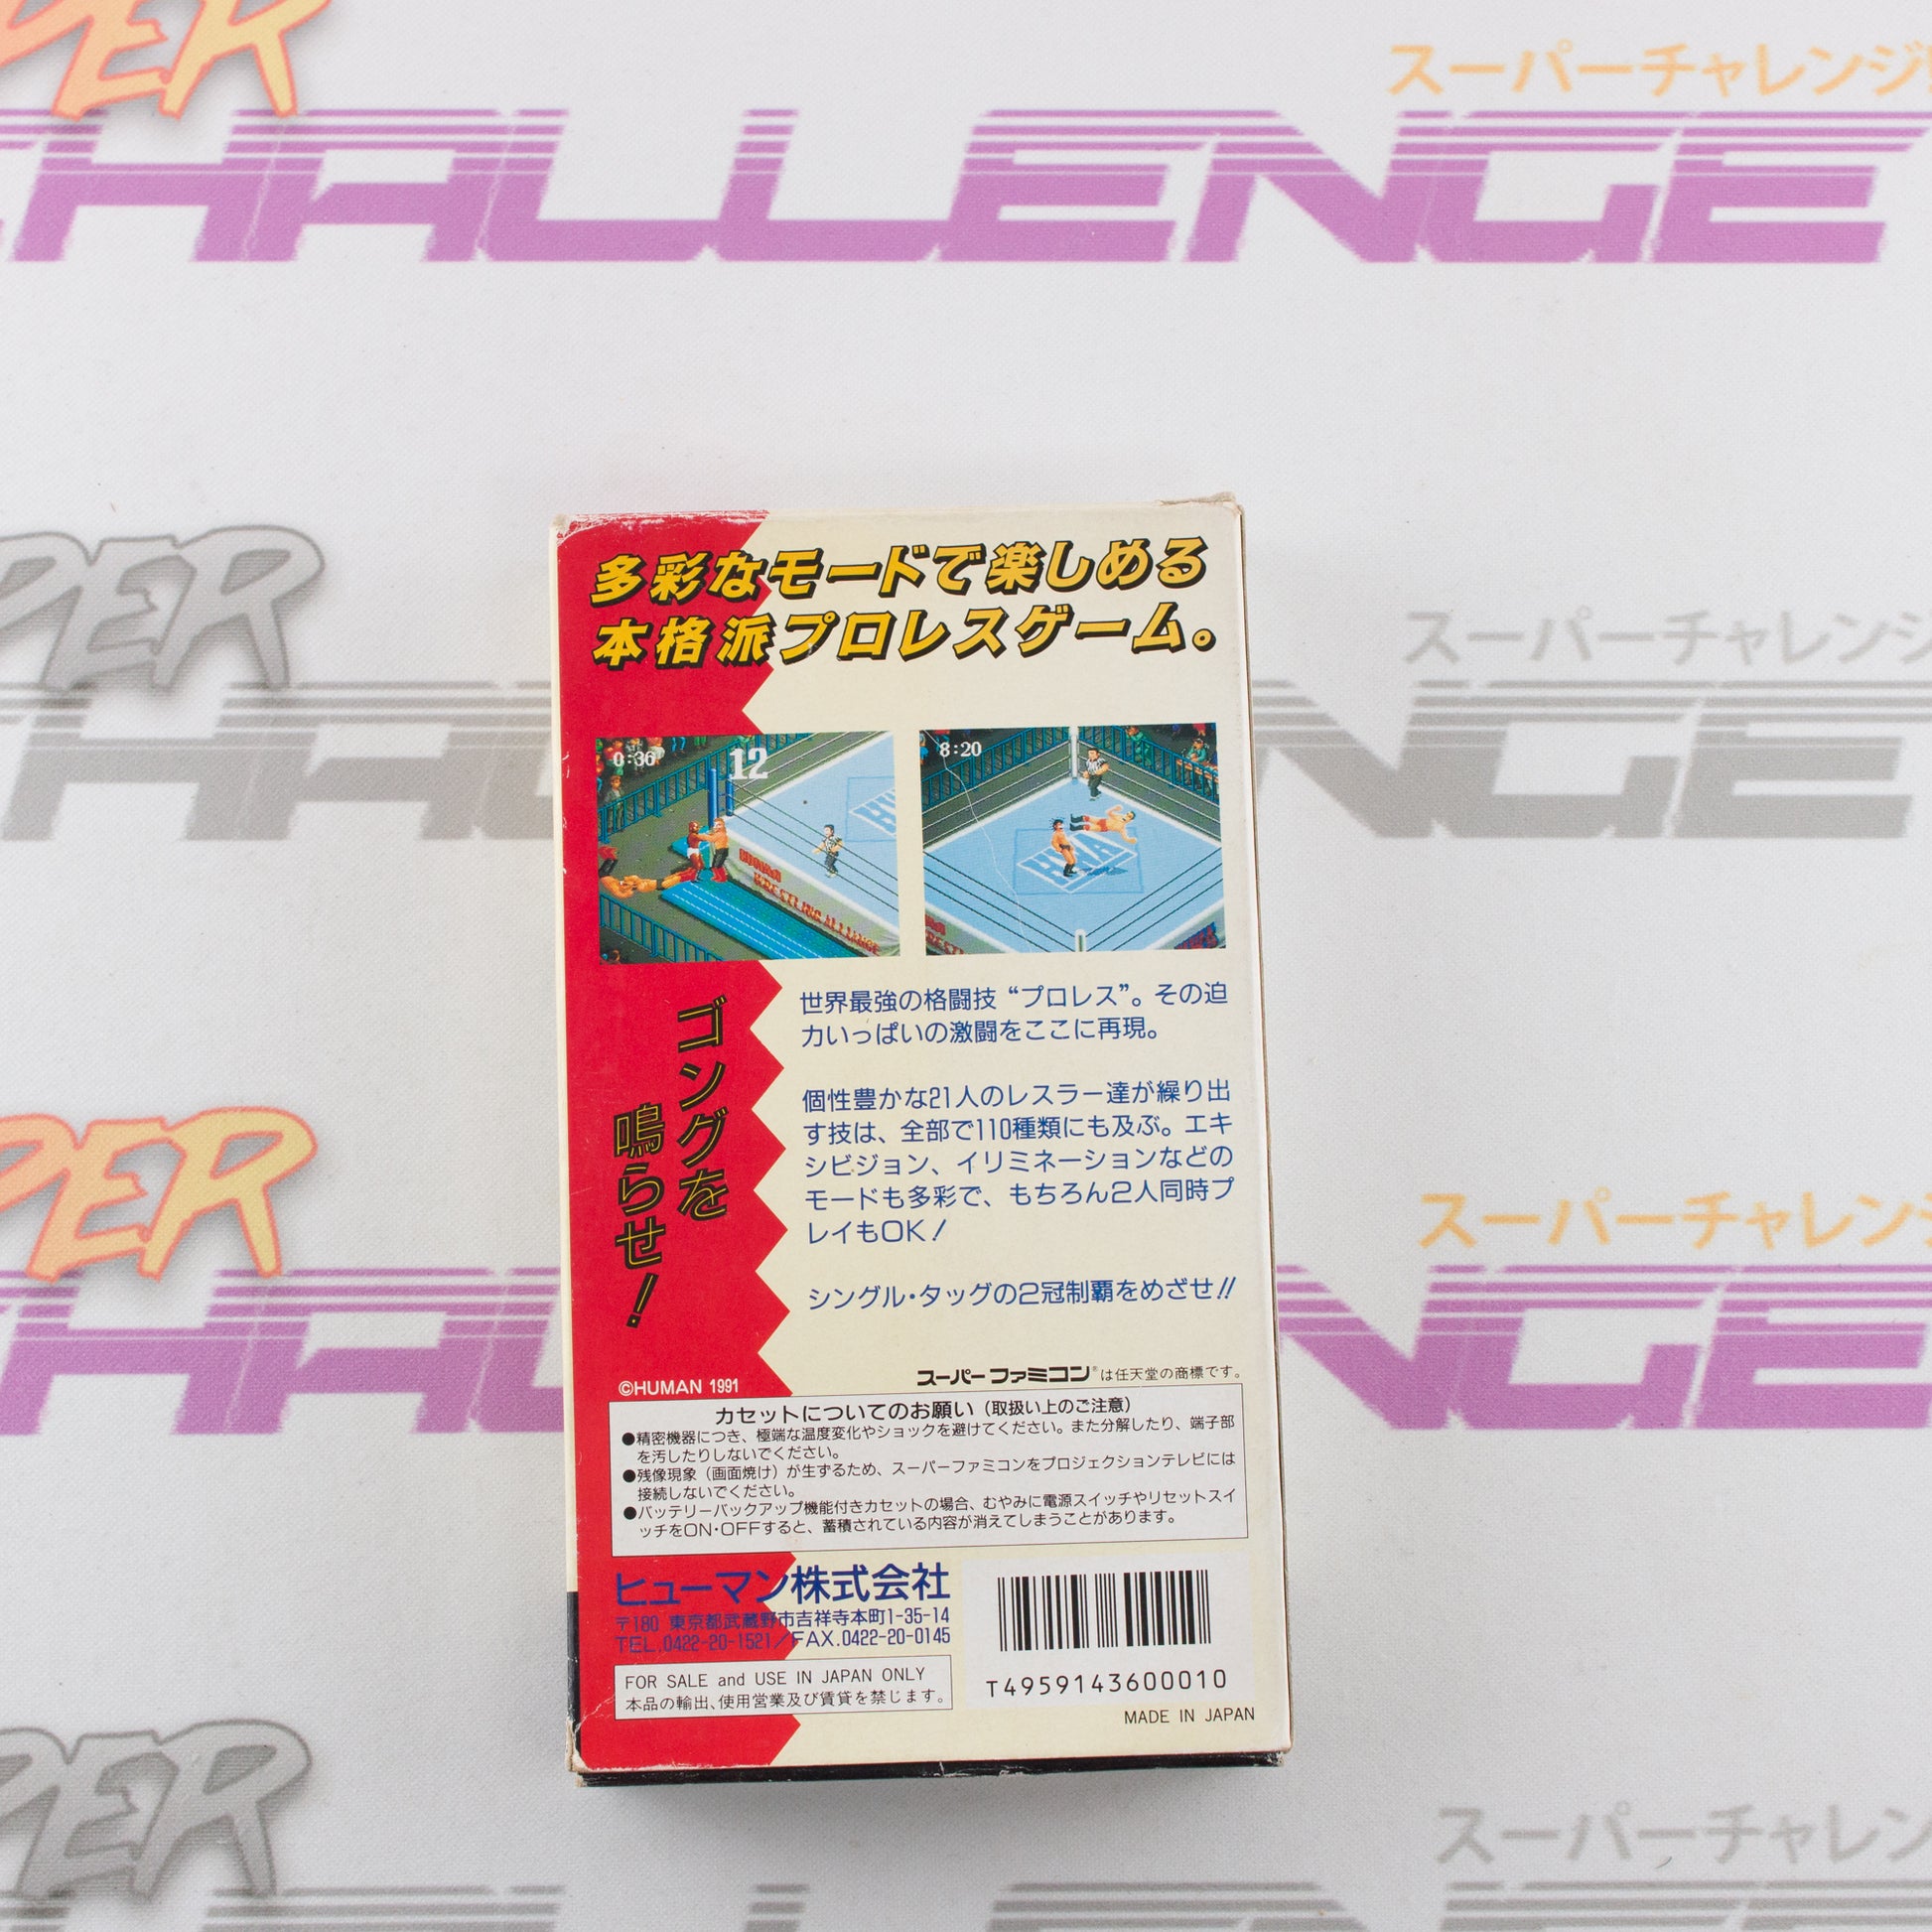 PER
スーパーチャレンジ
CHALLENGE
PER
スーパーチャレンジ
多彩なモードで楽しめる
本格派プロレスゲーム。
0:36
12
8:20
HUMAN
WRESTLING ALLIANCE
HWA
世界最強の格闘技“プロレス”。その迫
力いっぱいの激闘をここに再現。
個性豊かな21人のレスラー達が繰り出
す技は、全部で110種類にも及ぶ。エキ
シビジョン、イリミネーションなどの
モードも多彩で、もちろん2人同時プ
レイもOK!
シングル・タッグの2冠制覇をめざせ!!
ゴングを
鳴らせ!
PER
スーパーチャレンジ
©HUMAN 1991
スーパーファミコン®は任天堂の商標です。
カセットについてのお願い(取扱い上のご注意)
●精密機器につき、極端な温度変化やショックを避けてください。また分解したり、端子部
を汚したりしないでください。
●残像現象(画面焼け)が生ずるため、スーパーファミコンをプロジェクションテレビには
接続しないでください。
●バッテリーバックアップ機能付きカセットの場合、むやみに電源スイッチやリセットスイ
ッチをON・OFFすると、蓄積されている内容が消えてしまうことがあります。
ヒューマン株式会社
〒180 東京都武蔵野市吉祥寺本町1-35-14
TEL.0422-20-1521/FAX.0422-20-0145
FOR SALE and USE IN JAPAN ONLY
本品の輸出、使用営業及び賃貸を禁じます。
T4959143600010
MADE IN JAPAN
PER
スーパーチャレン